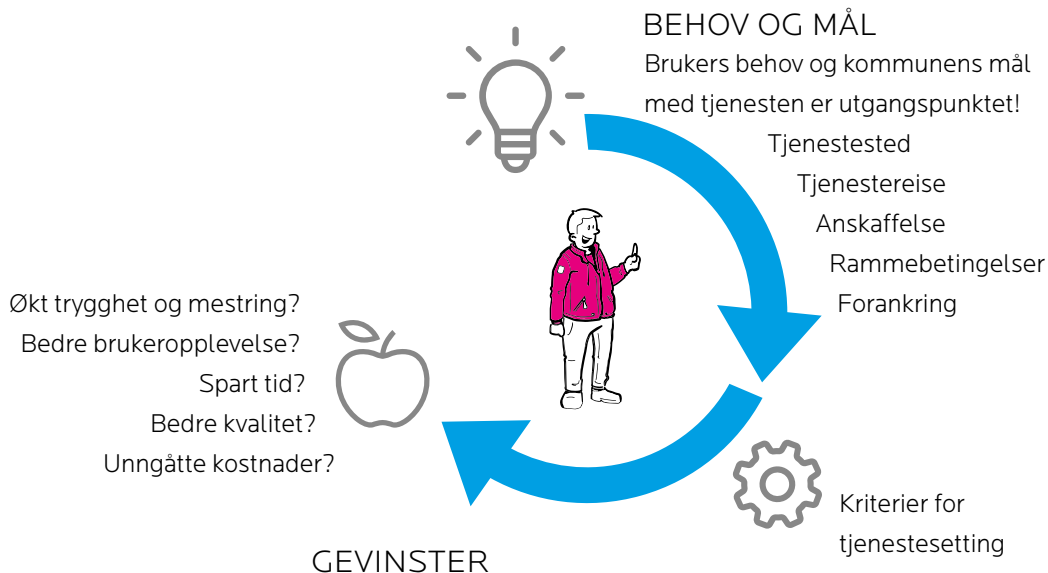 BEHOV OG MÅL
Brukers behov og kommunens mål
med tjenesten er utgangspunktet!
Tjenestested
Tjenestereise
Anskaffelse
Rammebetingelser
Forankring
Kriterier for
tjenestesetting
GEVINSTER
Økt trygghet og mestring?
Bedre brukeropplevelse?
Spart tid?
Bedre kvalitet?
Unngåtte kostnader?